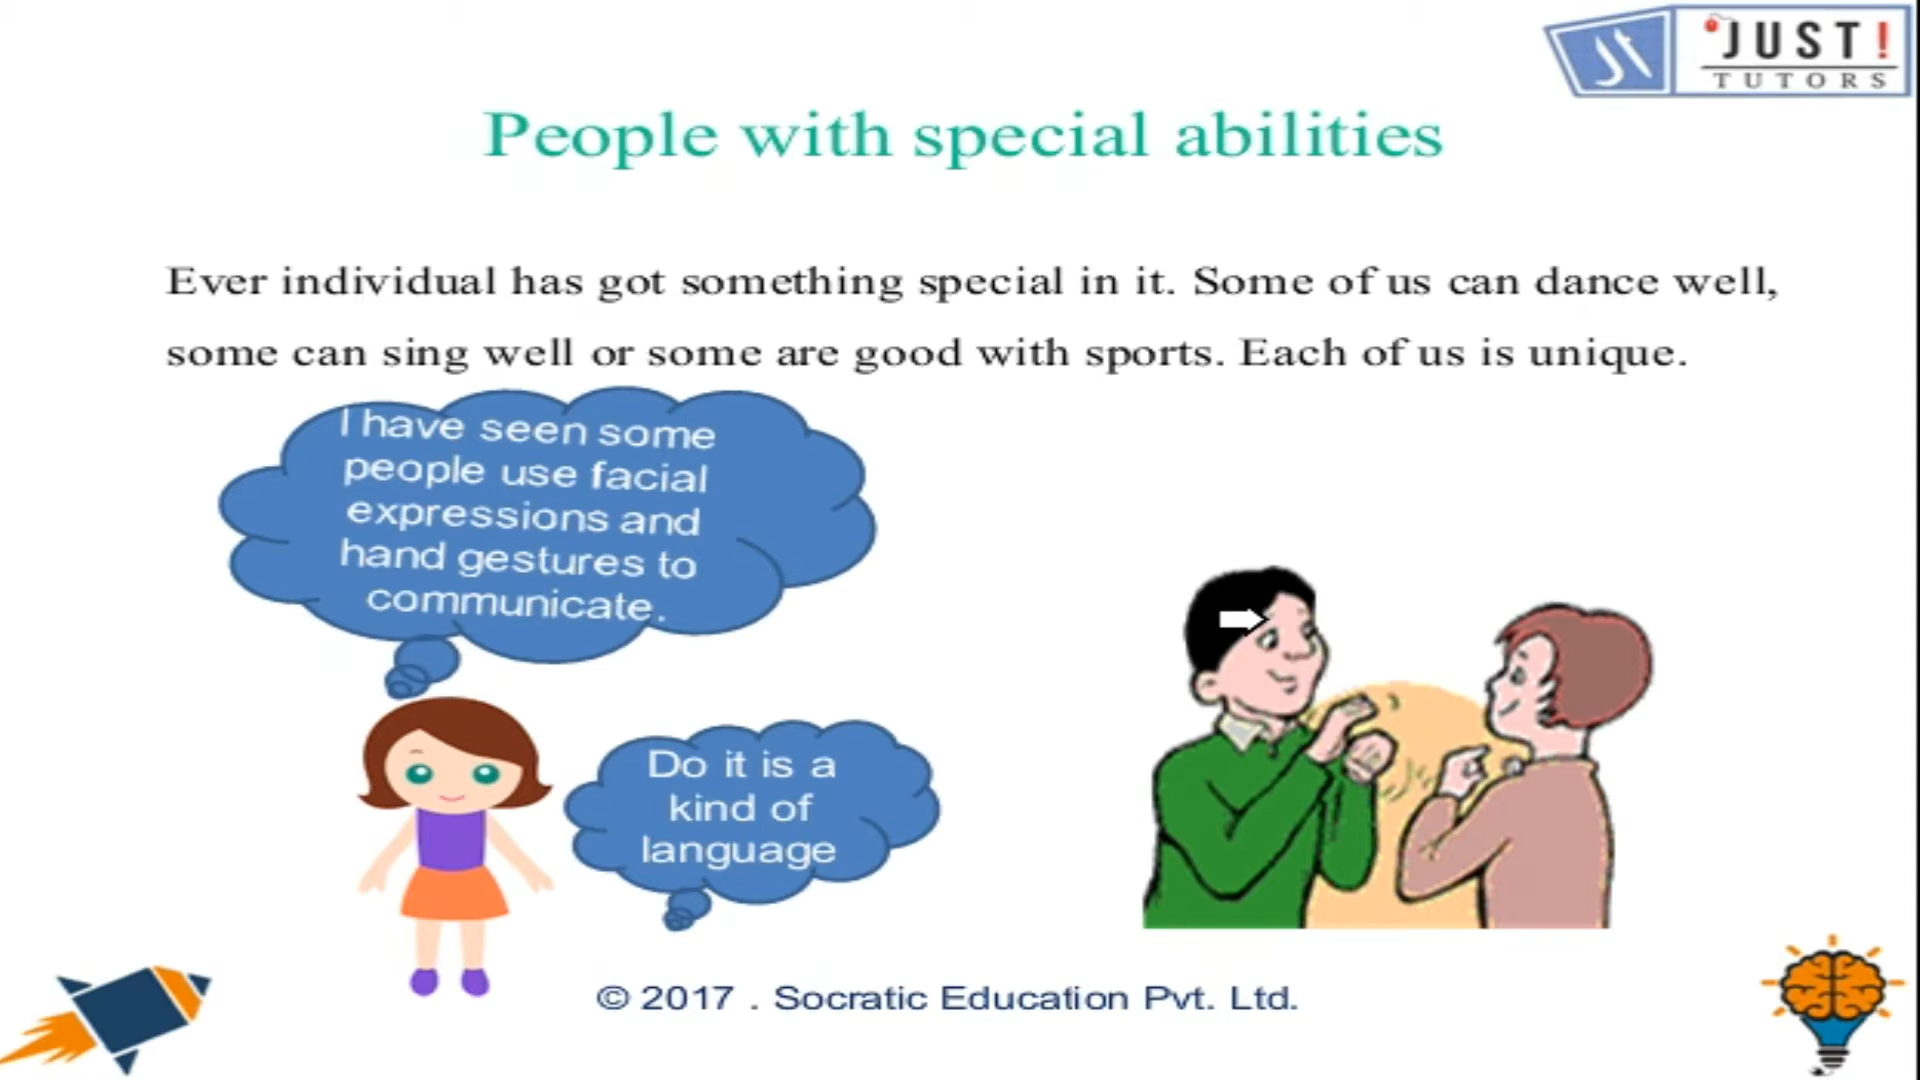 JUST!
TUTORS
People with special abilities
Ever individual has got something special in it. Some of us can dance well,
some can sing well or some are good with sports. Each of us is unique.
I have seen some
people use facial
expressions and
hand gestures to
communicate.
Do it is a
kind of
language
© 2017 . Socratic Education Pvt. Ltd.